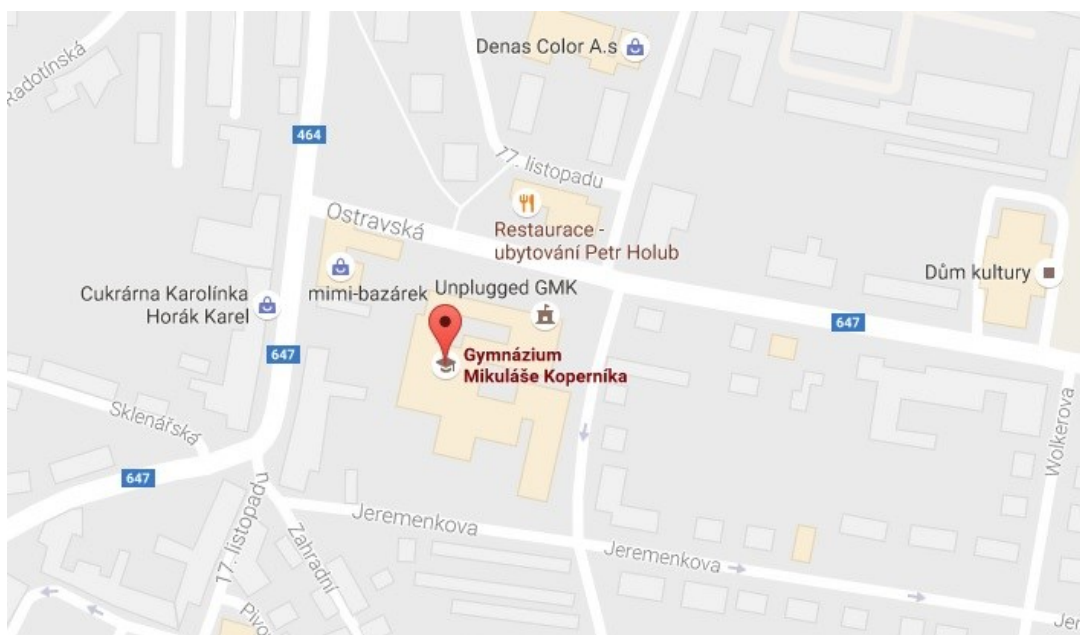 Radotínská
Denas Color A.s
464
17. listopadu
Ostravská
Restaurace -
ubytování Petr Holub
Dům kultury
Cukrárna Karolínka
Horák Karel
mimi-bazárek
Unplugged GMK
647
647
Gymnázium
Mikuláše Koperníka
Sklenářská
Wolkerova
647
17. listopadu
Zahradní
Jeremenkova
Jeremenkova